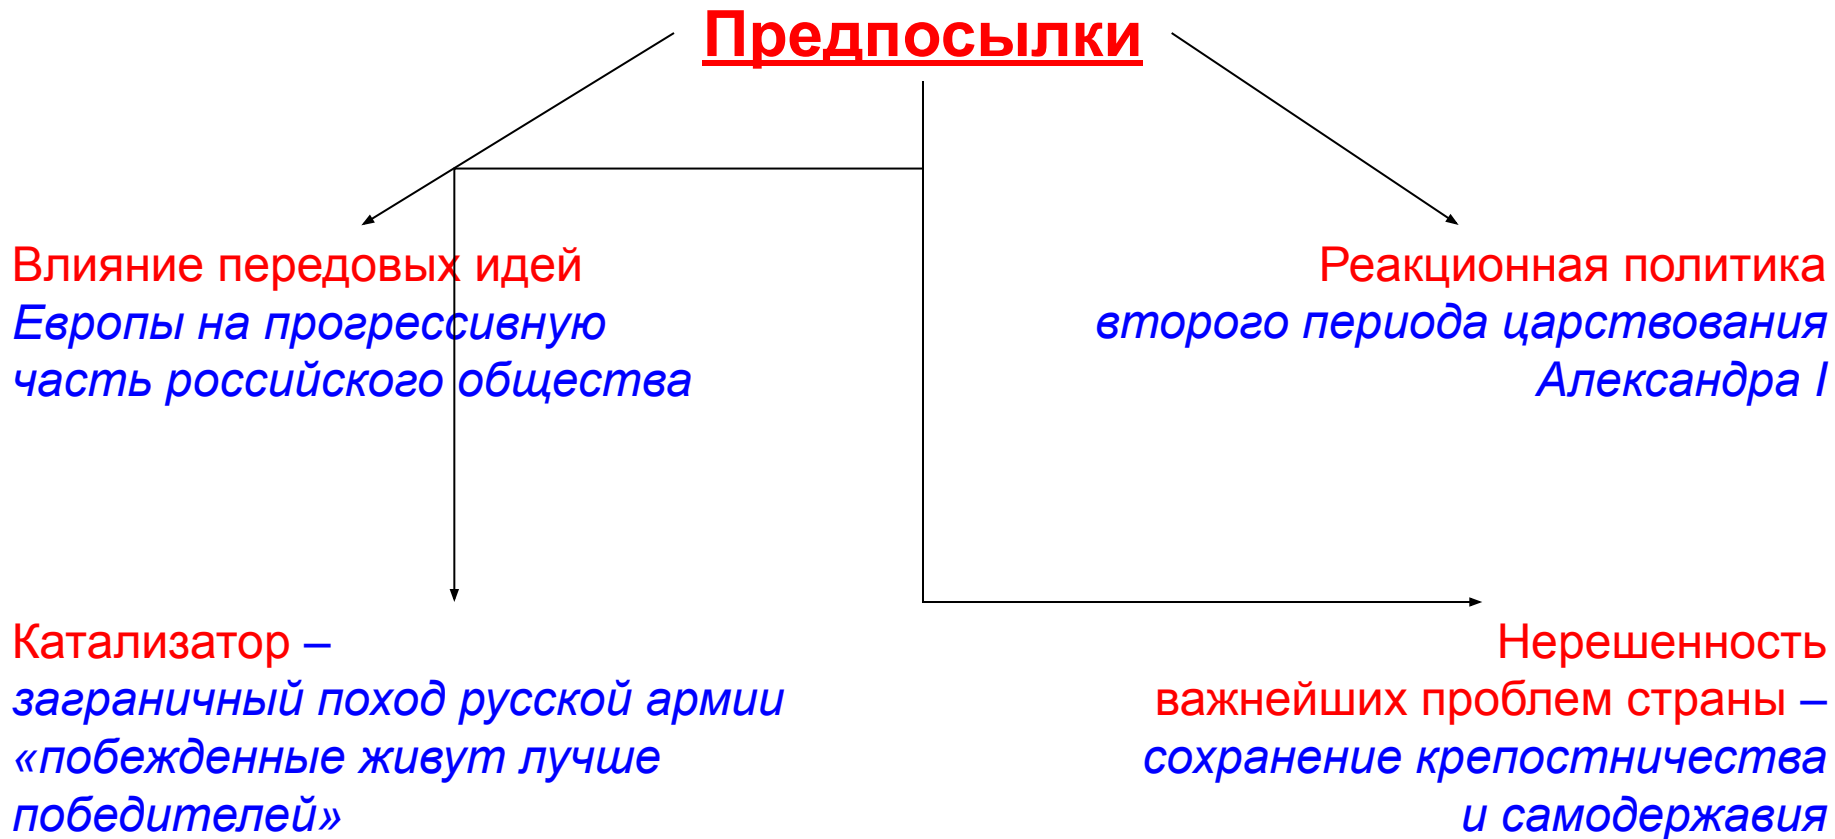 Предпосылки
Влияние передовых идей
Европы на прогрессивную
часть российского общества
Реакционная политика
второго периода царствования
Александра I
Катализатор –
заграничный поход русской армии
«побежденные живут лучше
победителей»
Нерешенность
важнейших проблем страны –
сохранение крепостничества
и самодержавия